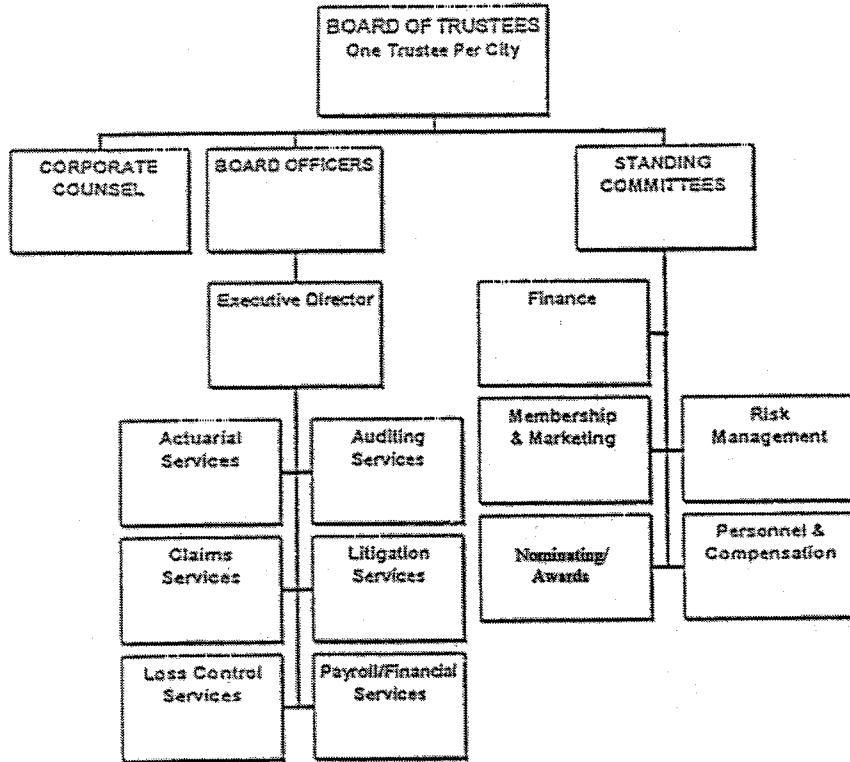 BOARD OF TRUSTEES
One Trustee Per City
CORPORATE
COUNSEL
BOARD OFFICERS
STANDING
COMMITTEES
Executive Director
Finance
Membership
& Marketing
Risk
Management
Actuarial
Services
Auditing
Services
Nominating/
Awards
Personnel &
Compensation
Claims
Services
Litigation
Services
Loss Control
Services
Payroll/Financial
Services